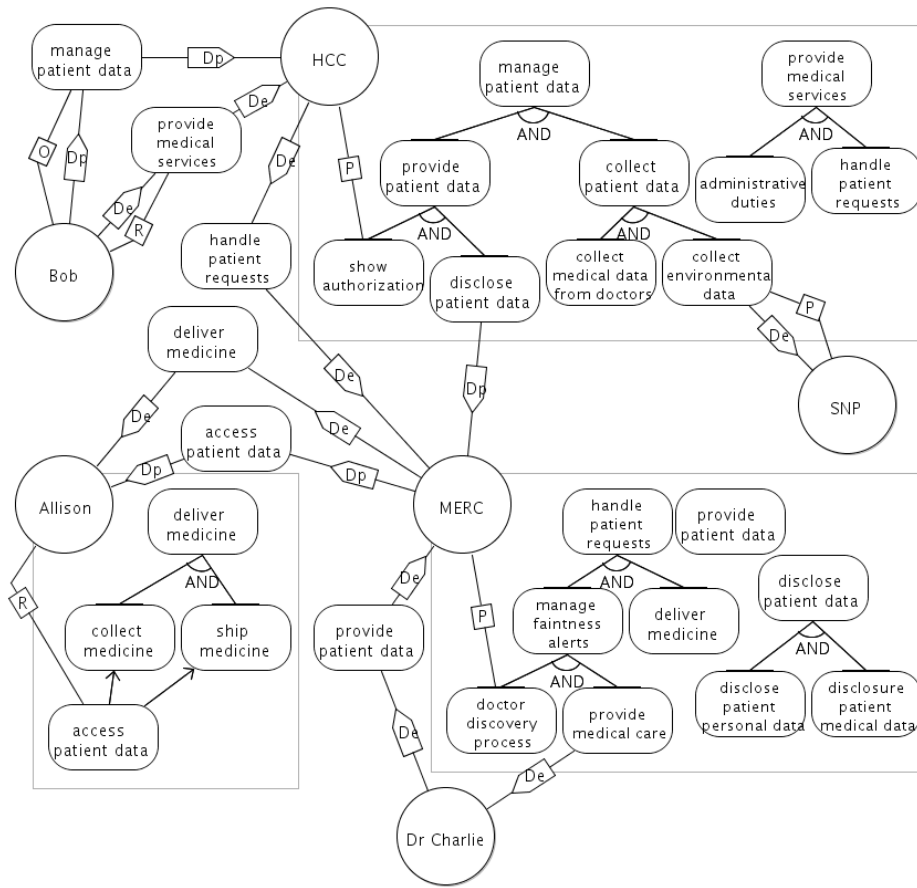 manage
patient data
Dp
HCC
manage
patient data
provide
medical
services
De
provide
medical
services
O
Dp
AND
AND
De
P
provide
patient data
collect
patient data
administrative
duties
handle
patient
requests
De
R
AND
AND
Bob
handle
patient
requests
show
authorization
disclose
patient data
collect
medical data
from doctors
collect
environmenta
data
P
De
deliver
medicine
De
Dp
SNP
De
De
access
patient data
Dp
Dp
Allison
MERC
deliver
medicine
handle
patient
requests
provide
patient data
AND
De
AND
disclose
patient data
R
P
collect
medicine
ship
medicine
provide
patient data
manage
faintness
alerts
deliver
medicine
AND
AND
access
patient data
doctor
discovery
process
provide
medical care
disclose
patient
personal data
disclosure
patient
medical data
De
De
Dr Charlie